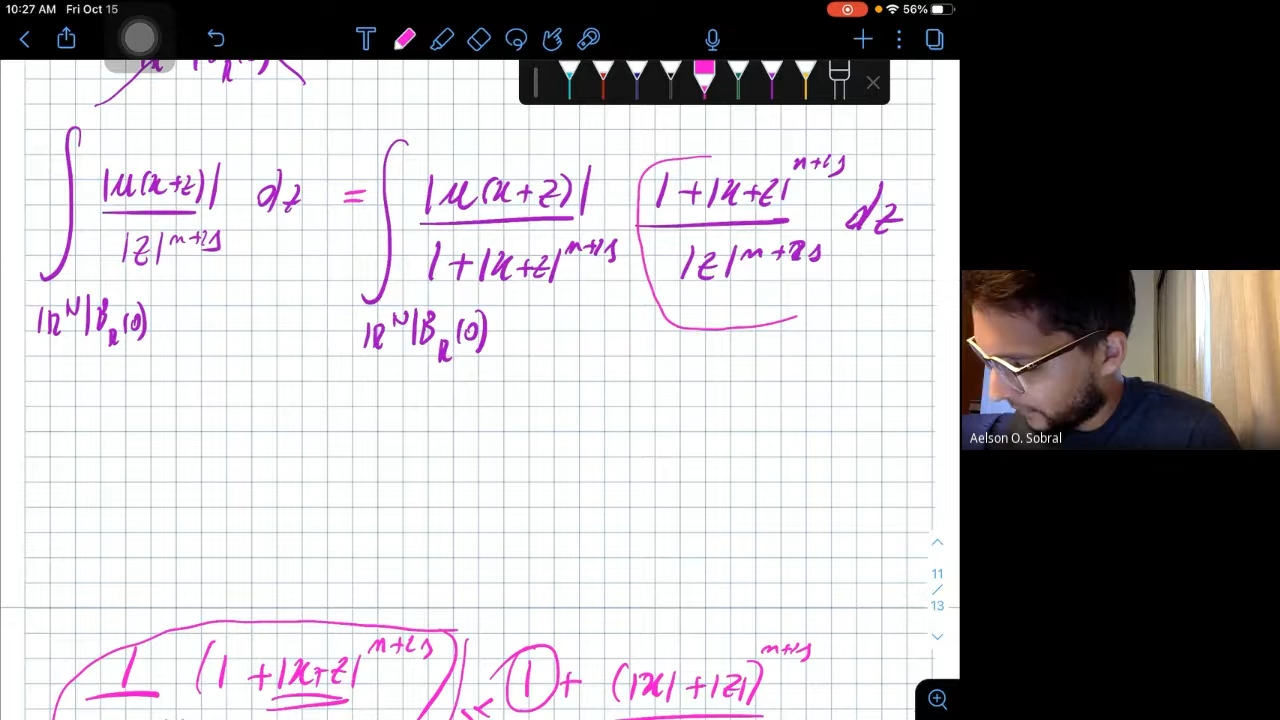 10:27 AM Fri Oct 15
56%
∫_{ℝ^N \ B_R(0)} |u(x+z)| / |z|^{n+2s} dz = ∫_{ℝ^N \ B_R(0)} |u(x+z)| / 1+|x+z|^{n+2s} · 1+|x+z|^{n+2s} / |z|^{n+2s} dz
Aelson O. Sobral
11
/
13
1 (1 + |x+z|^{n+2s}) ≤ 1 + (|x|+|z|)^{n+2s}